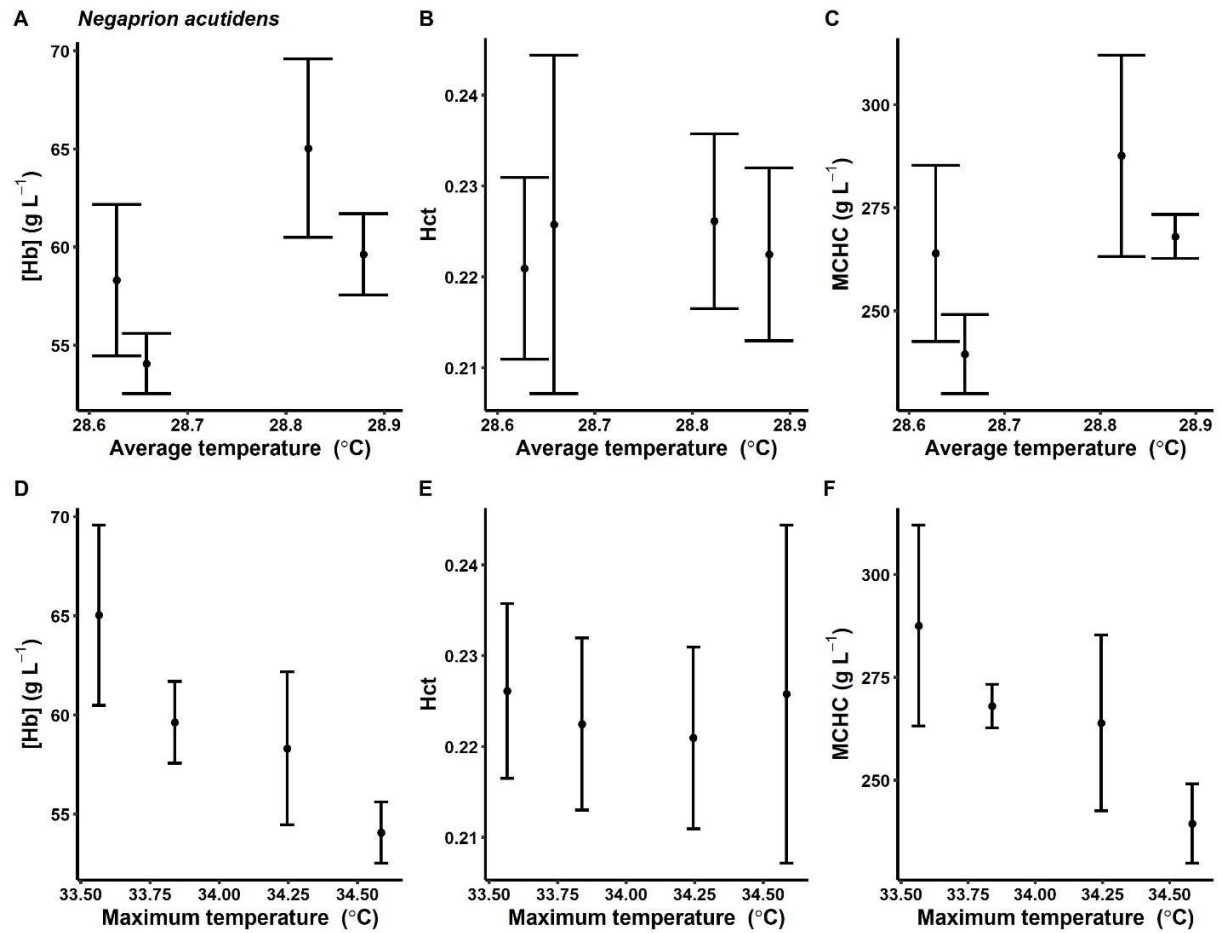 A Negaprion acutidens
70
65
60
55
[Hb] (g L⁻¹)
28.6 28.7 28.8 28.9
Average temperature (°C)
B
0.24
0.23
0.22
0.21
Hct
28.6 28.7 28.8 28.9
Average temperature (°C)
C
300
275
250
MCHC (g L⁻¹)
28.6 28.7 28.8 28.9
Average temperature (°C)
D
70
65
60
55
[Hb] (g L⁻¹)
33.50 33.75 34.00 34.25 34.50
Maximum temperature (°C)
E
0.24
0.23
0.22
0.21
Hct
33.50 33.75 34.00 34.25 34.50
Maximum temperature (°C)
F
300
275
250
MCHC (g L⁻¹)
33.50 33.75 34.00 34.25 34.50
Maximum temperature (°C)